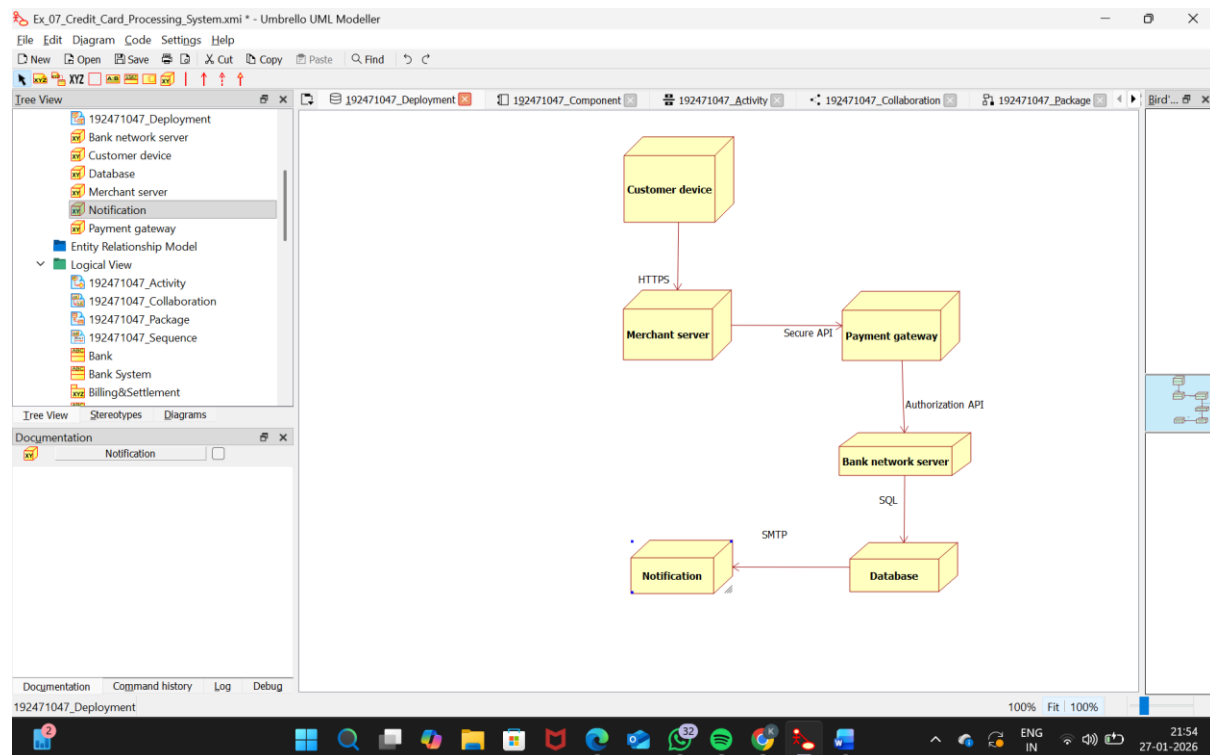 Ex_07_Credit_Card_Processing_System.xmi * - Umbrello UML Modeller
File Edit Diagram Code Settings Help
New Open Save Cut Copy Paste Find
XYZ XYZ A:B
Tree View
192471047_Deployment 192471047_Component 192471047_Activity 192471047_Collaboration 192471047_Package
Bird'...
192471047_Deployment
Bank network server
Customer device
Database
Merchant server
Notification
Payment gateway
Entity Relationship Model
Logical View
192471047_Activity
192471047_Collaboration
192471047_Package
192471047_Sequence
Bank
Bank System
Billing&Settlement
Tree View Stereotypes Diagrams
Documentation
Notification
Customer device
HTTPS
Merchant server
Secure API
Payment gateway
Authorization API
Bank network server
SQL
SMTP
Notification
Database
Documentation Command history Log Debug
192471047_Deployment
100% Fit 100%
2
32
K
ENG
IN
21:54
27-01-2026